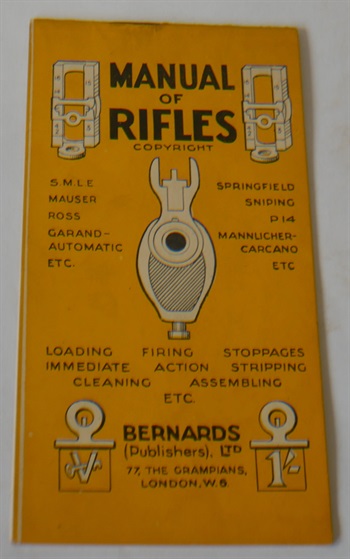 MANUAL
OF
RIFLES
COPYRIGHT
S.M.L.E
MAUSER
ROSS
GARAND-
AUTOMATIC
ETC.
SPRINGFIELD
SNIPING
P14
MANNLICHER-
CARCANO
ETC
LOADING FIRING STOPPAGES
IMMEDIATE ACTION STRIPPING
CLEANING ASSEMBLING
ETC.
BERNARDS
(Publishers), LTD
77, THE GRAMPIANS,
LONDON, W.6
1/-